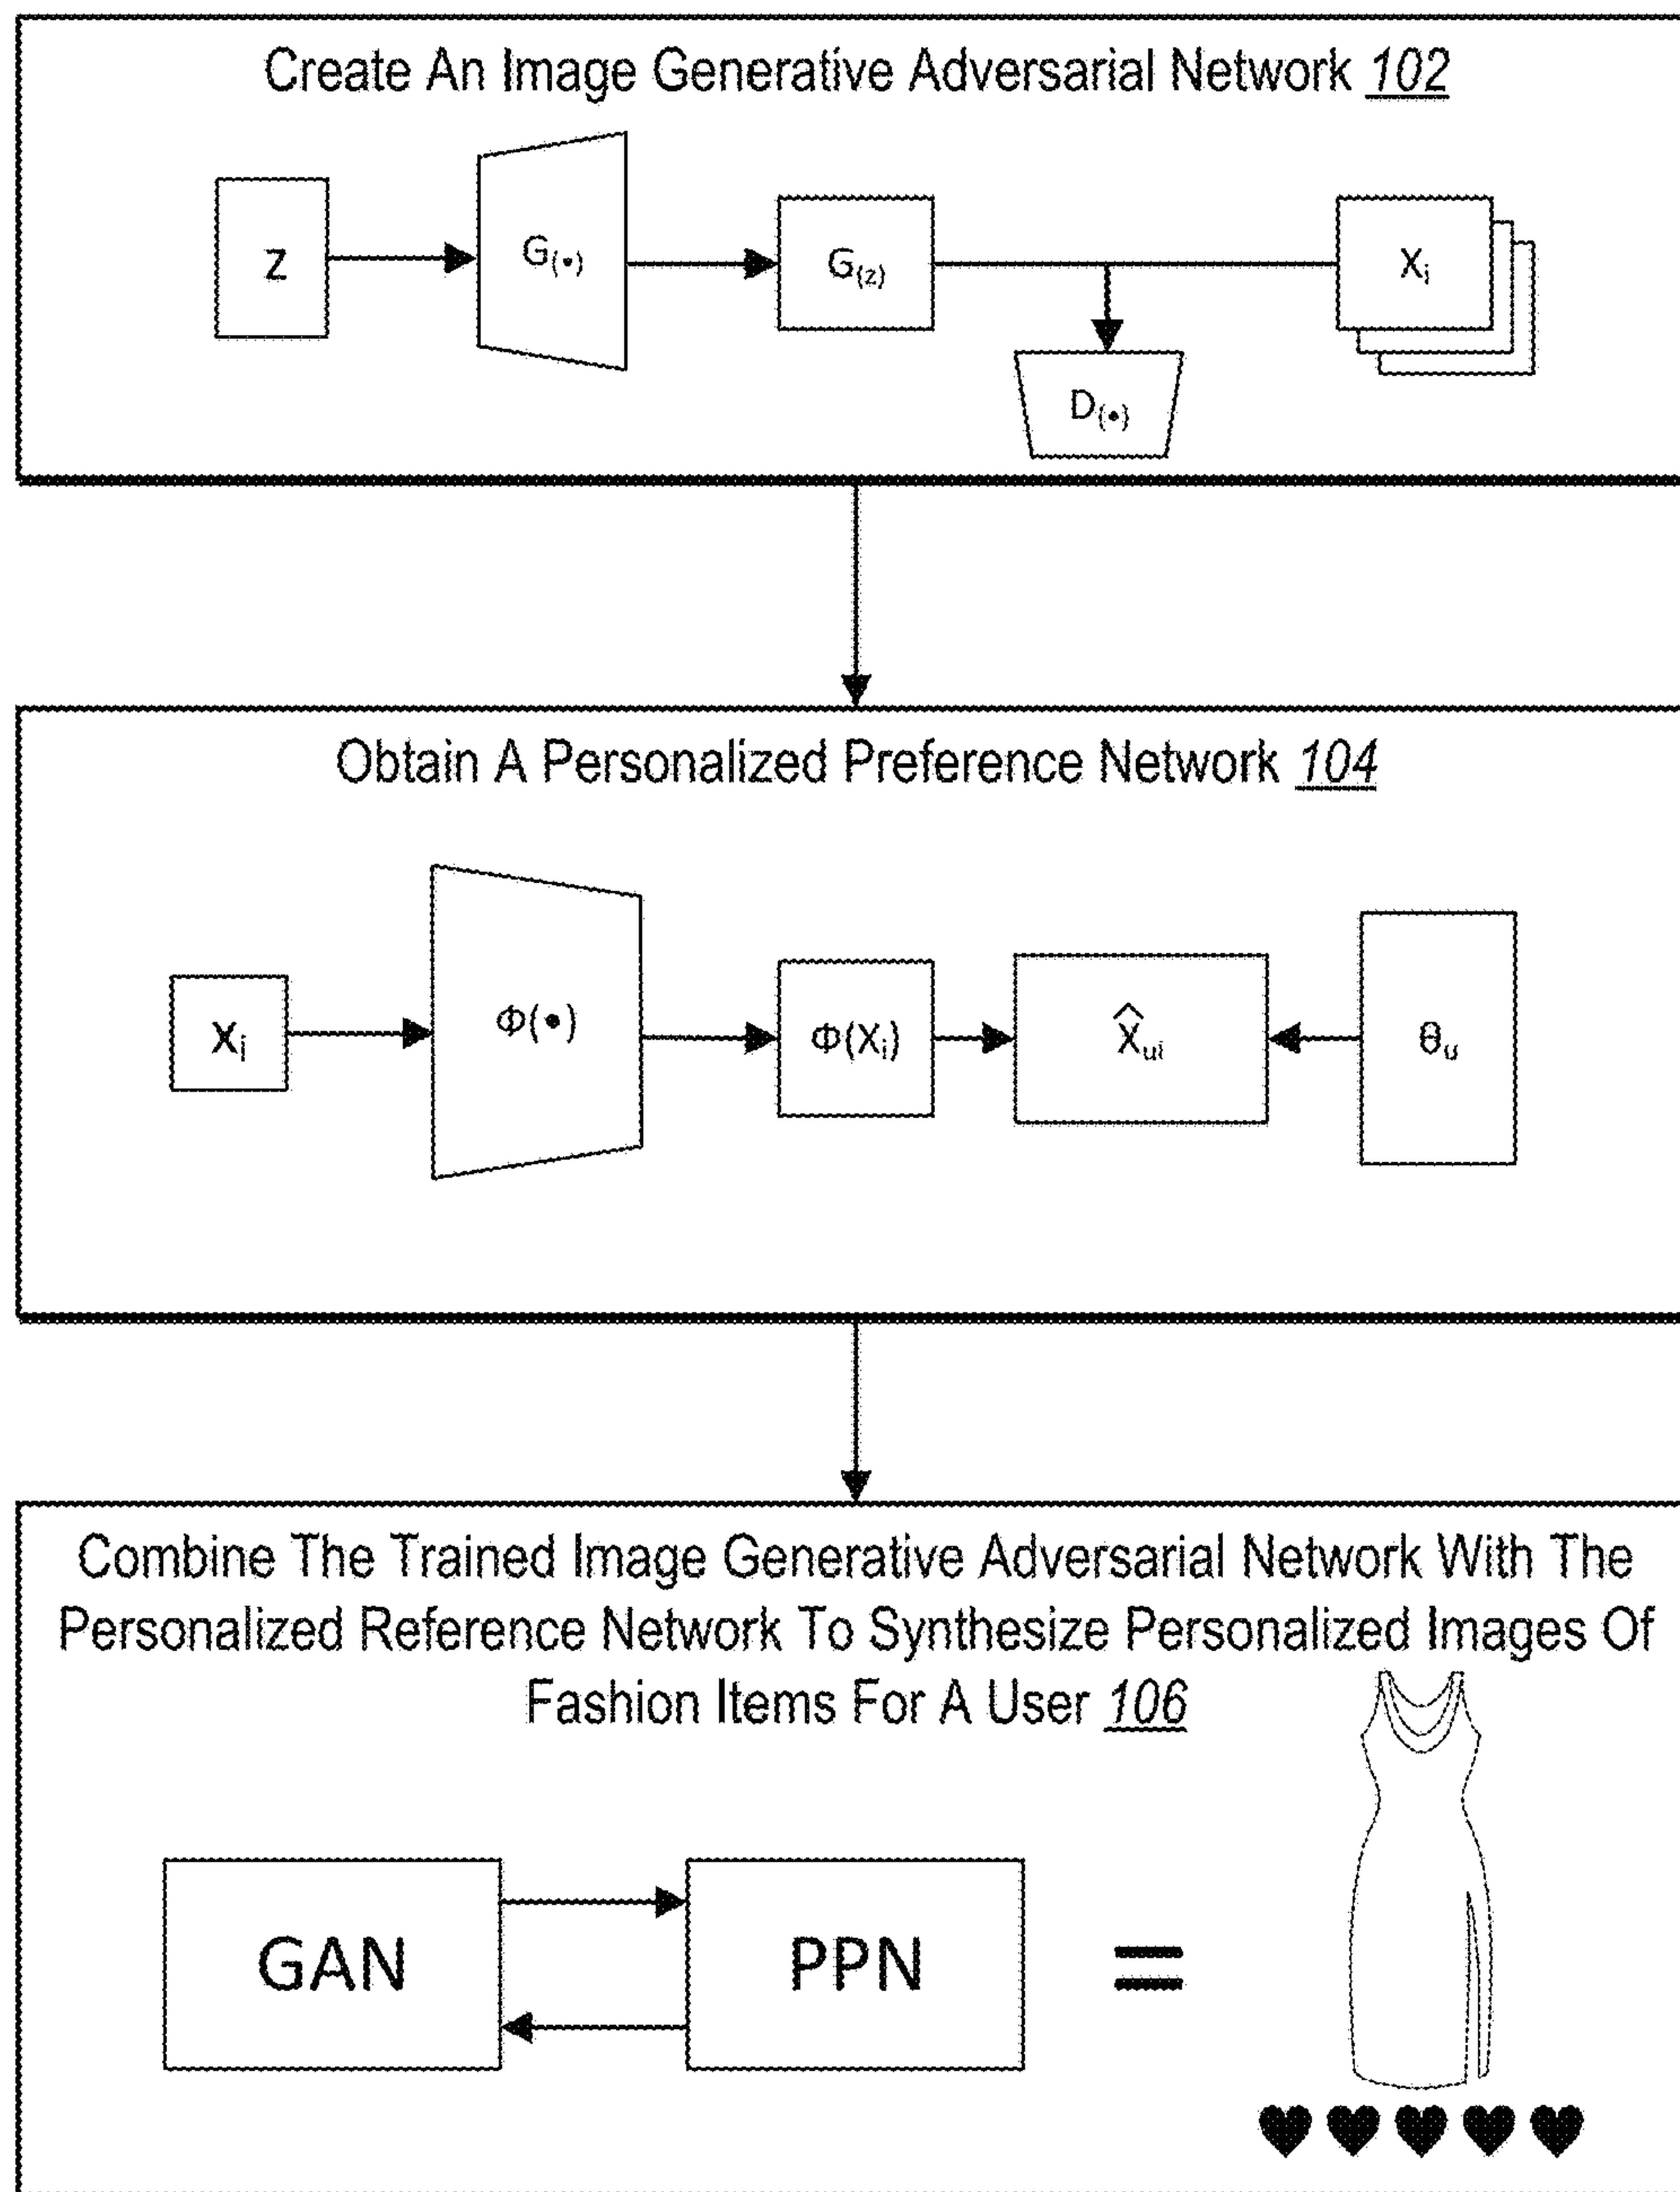 Create An Image Generative Adversarial Network 102
Z
G(•)
G(z)
Xi
D(•)
Obtain A Personalized Preference Network 104
Xi
Φ(•)
Φ(Xi)
X̂ui
θu
Combine The Trained Image Generative Adversarial Network With The
Personalized Reference Network To Synthesize Personalized Images Of
Fashion Items For A User 106
GAN
PPN
=